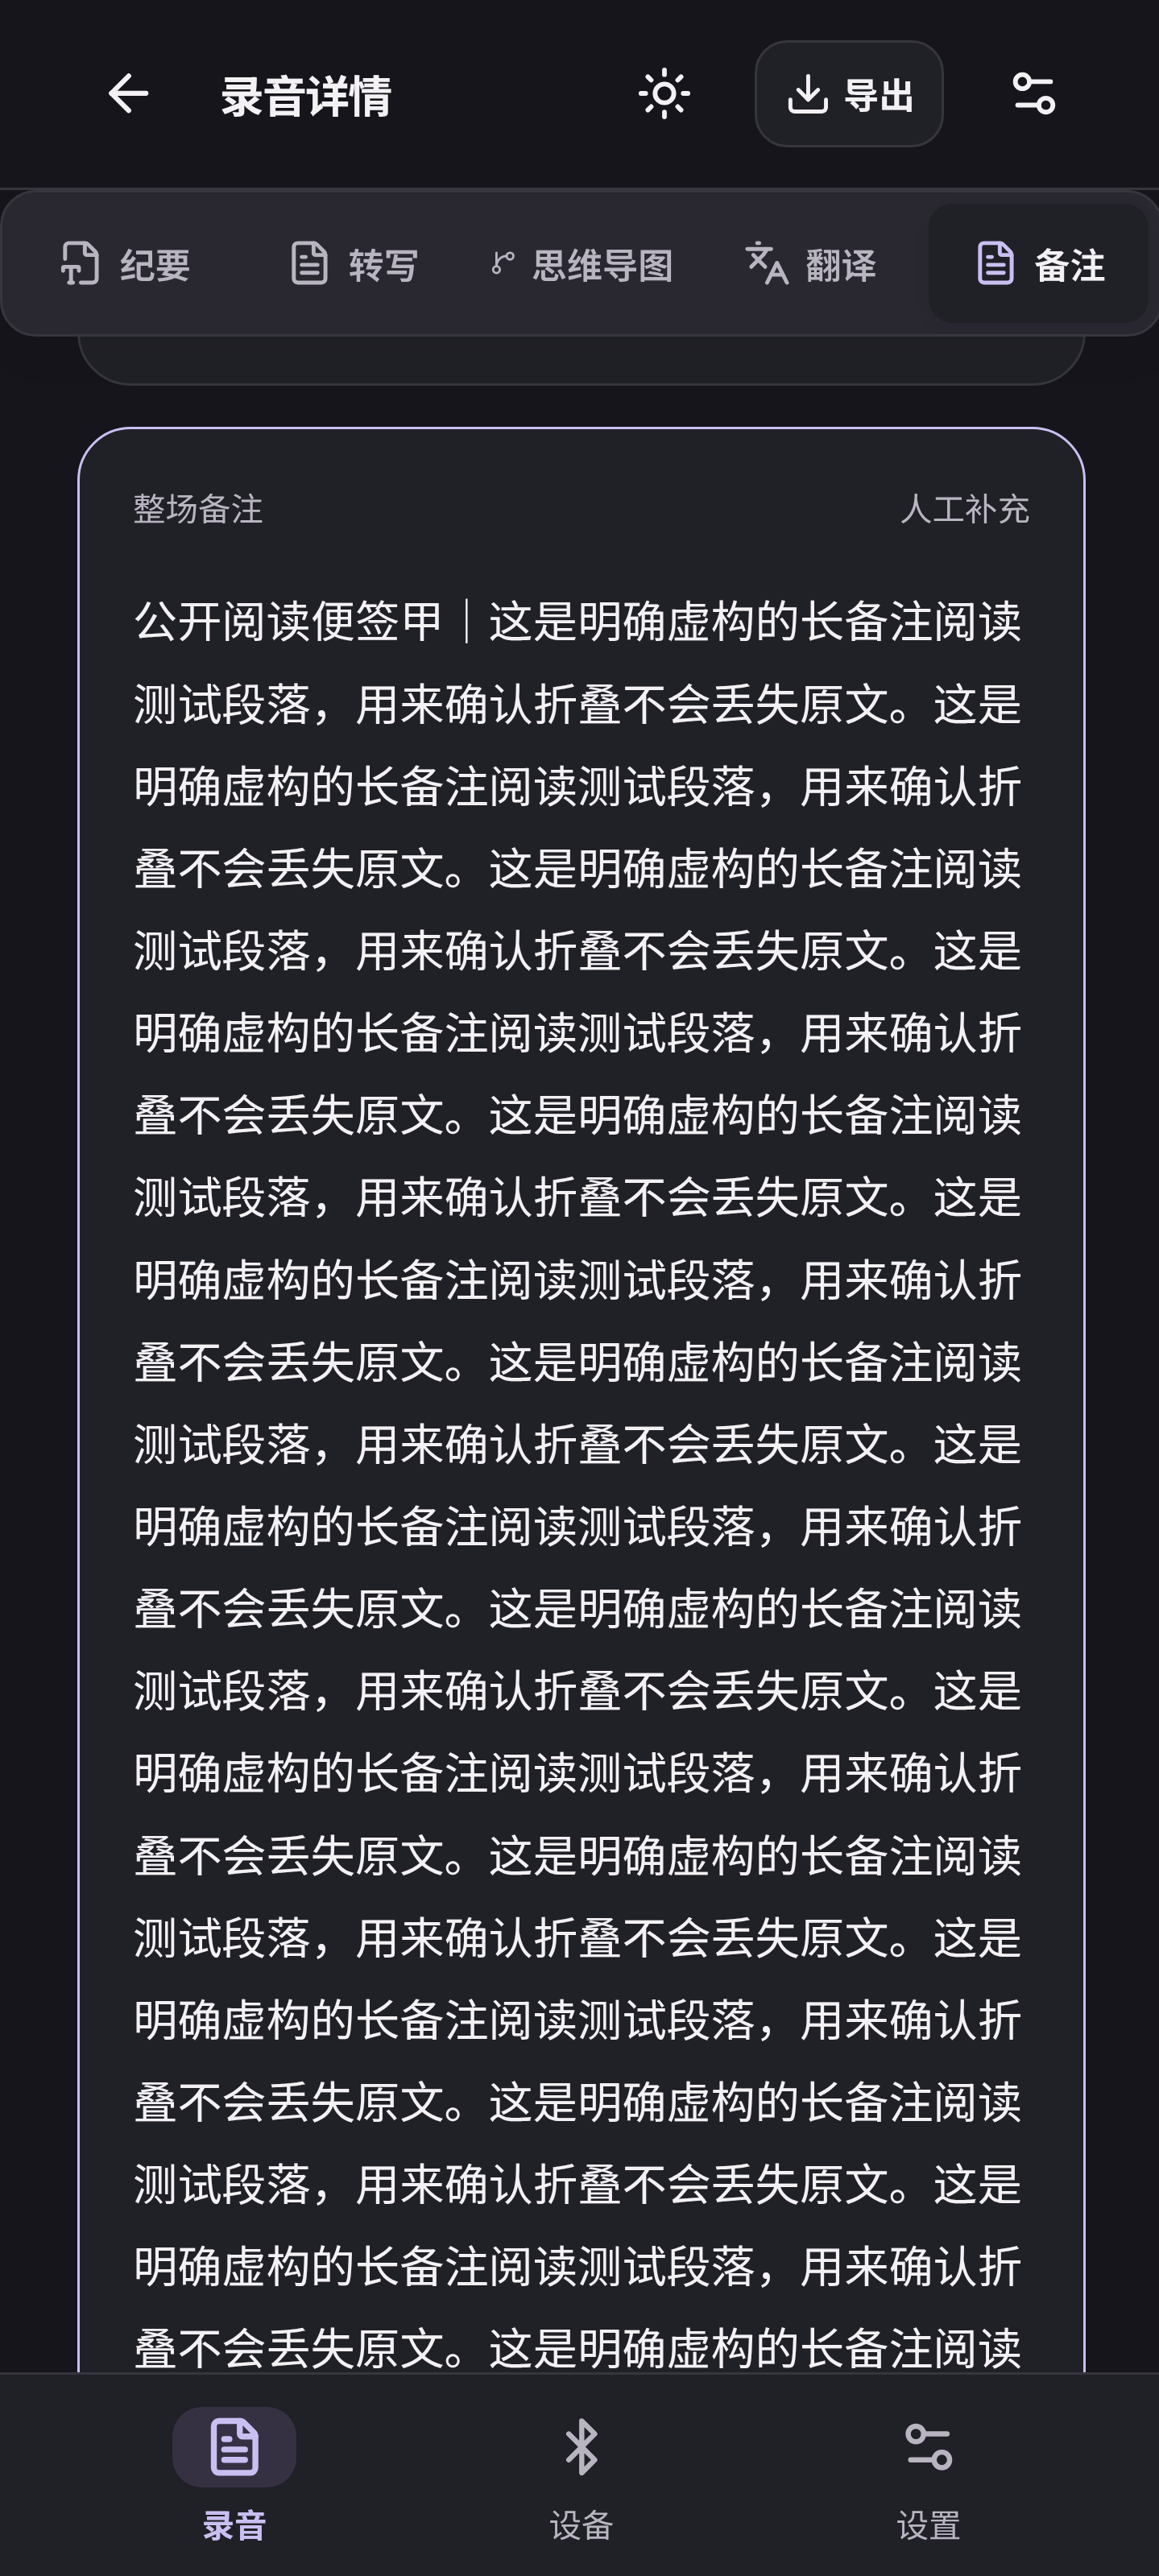 录音详情
导出
纪要
转写
思维导图
翻译
备注
整场备注
人工补充
公开阅读便签甲｜这是明确虚构的长备注阅读
测试段落，用来确认折叠不会丢失原文。这是
明确虚构的长备注阅读测试段落，用来确认折
叠不会丢失原文。这是明确虚构的长备注阅读
测试段落，用来确认折叠不会丢失原文。这是
明确虚构的长备注阅读测试段落，用来确认折
叠不会丢失原文。这是明确虚构的长备注阅读
测试段落，用来确认折叠不会丢失原文。这是
明确虚构的长备注阅读测试段落，用来确认折
叠不会丢失原文。这是明确虚构的长备注阅读
测试段落，用来确认折叠不会丢失原文。这是
明确虚构的长备注阅读测试段落，用来确认折
叠不会丢失原文。这是明确虚构的长备注阅读
测试段落，用来确认折叠不会丢失原文。这是
明确虚构的长备注阅读测试段落，用来确认折
叠不会丢失原文。这是明确虚构的长备注阅读
测试段落，用来确认折叠不会丢失原文。这是
明确虚构的长备注阅读测试段落，用来确认折
叠不会丢失原文。这是明确虚构的长备注阅读
测试段落，用来确认折叠不会丢失原文。这是
明确虚构的长备注阅读测试段落，用来确认折
叠不会丢失原文。这是明确虚构的长备注阅读
录音
设备
设置